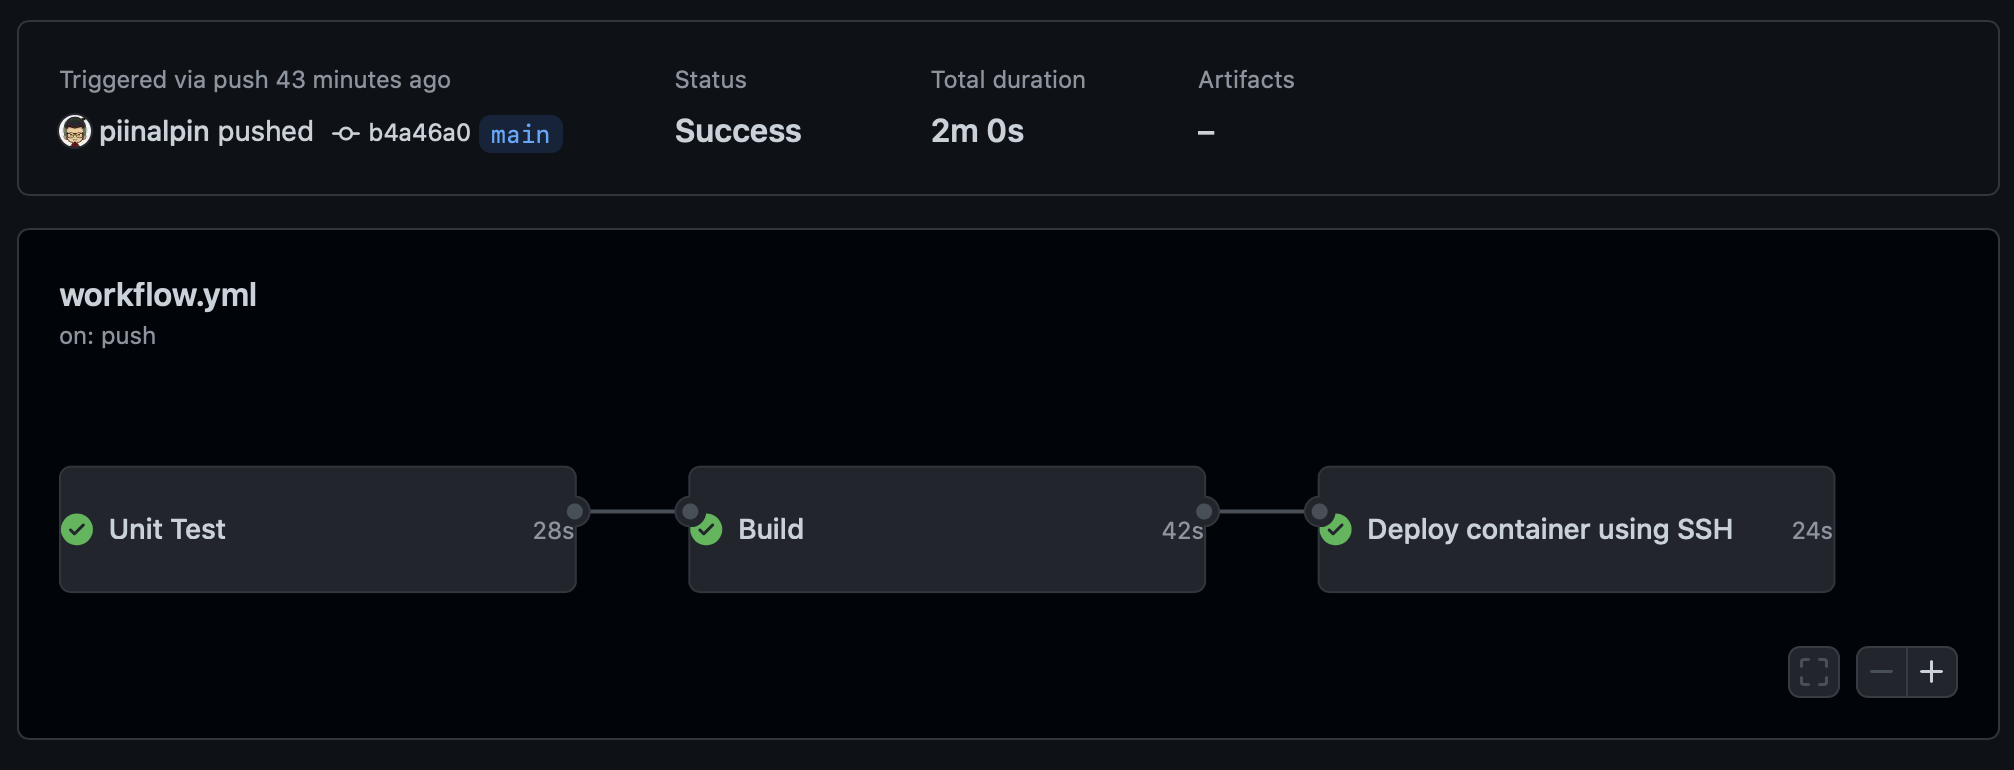 Triggered via push 43 minutes ago
piinalpin pushed b4a46a0 main
Status
Success
Total duration
2m 0s
Artifacts
–
workflow.yml
on: push
Unit Test 28s
Build 42s
Deploy container using SSH 24s